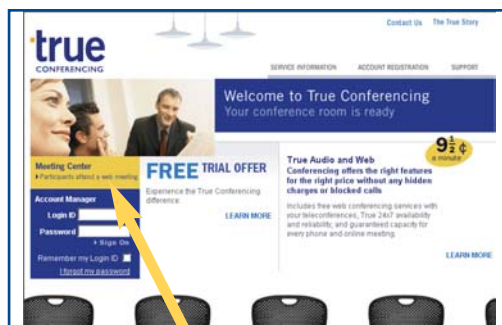 Contact Us The True Story
true
CONFERENCING
SERVICE INFORMATION ACCOUNT REGISTRATION SUPPORT
Welcome to True Conferencing
Your conference room is ready
Meeting Center
Participants attend a web meeting
Account Manager
Login ID
Password
Sign On
Remember my Login ID
I forgot my password
FREE TRIAL OFFER
Experience the True Conferencing
difference.
LEARN MORE
9 1/2 ¢
a minute
True Audio and Web
Conferencing offers the right features
for the right price without any hidden
charges or blocked calls
Includes free web conferencing services with
your teleconferences, True 24x7 availability
and reliability, and guaranteed capacity for
every phone and online meeting.
LEARN MORE